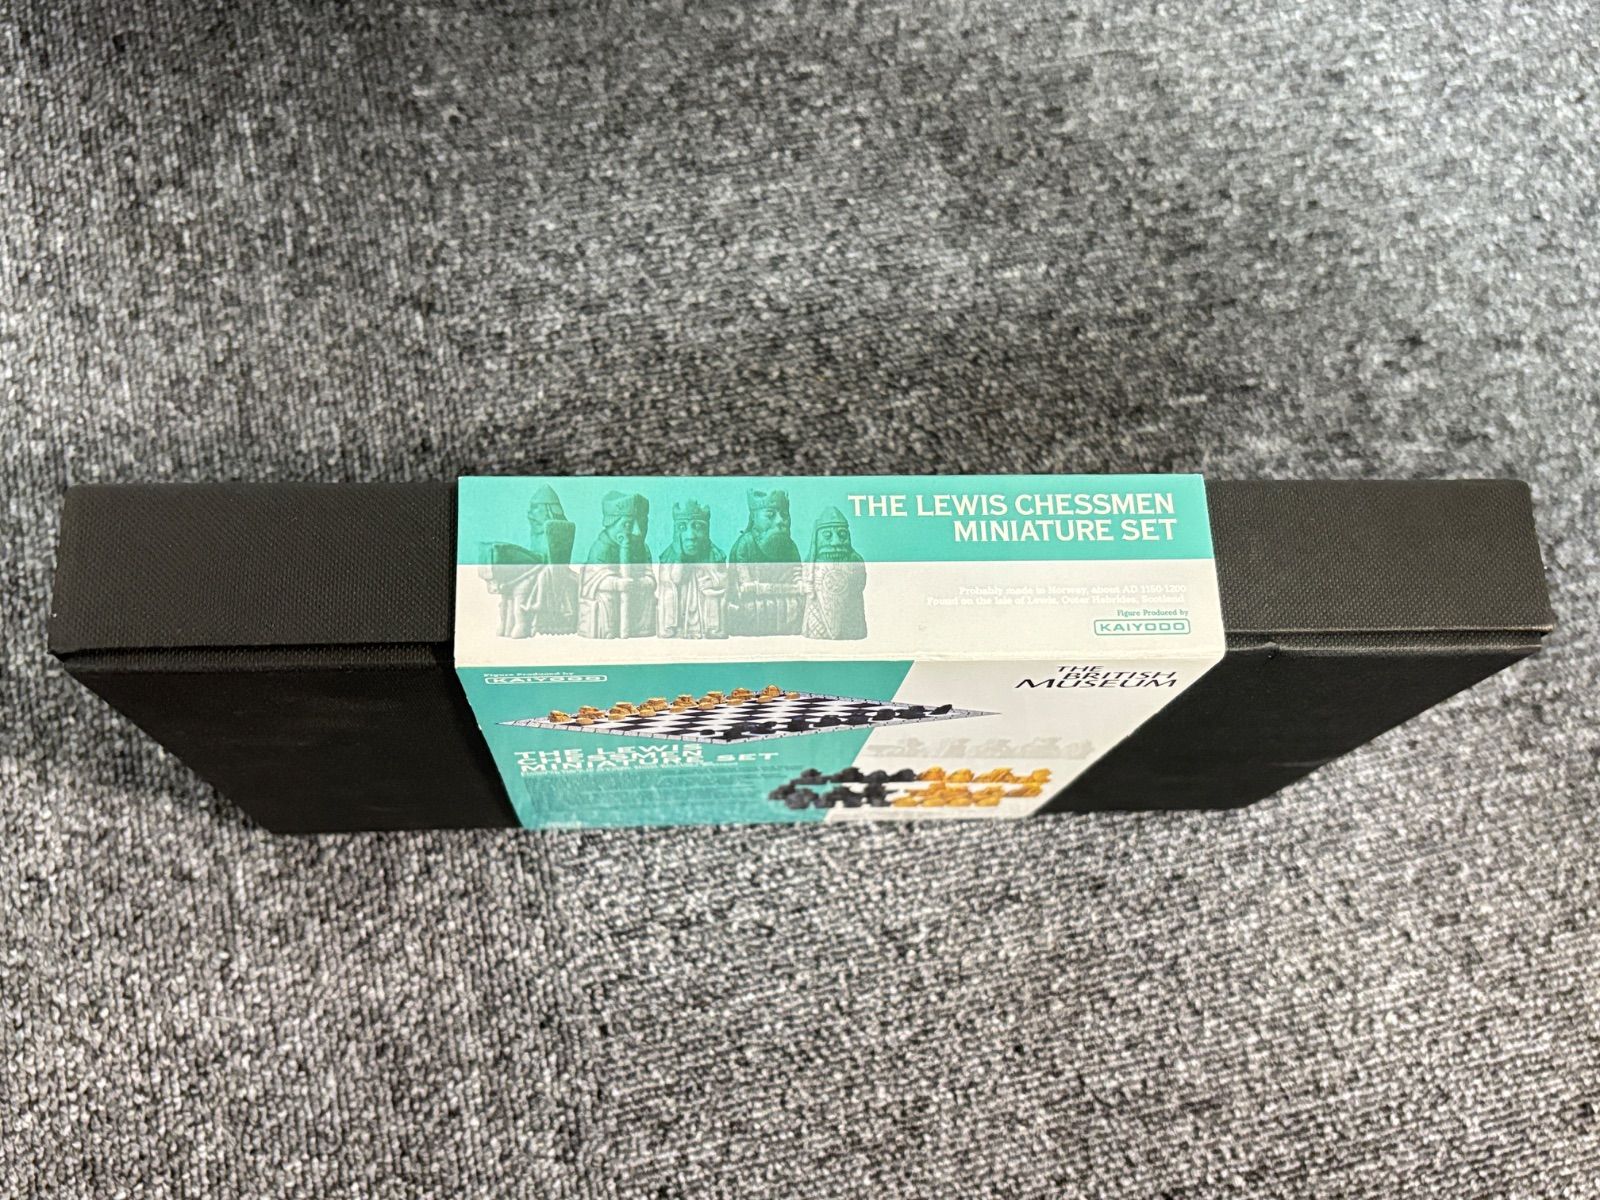 THE LEWIS CHESSMEN
MINIATURE SET
Probably made in Norway, about AD 1150-1200
Found on the Isle of Lewis, Outer Hebrides, Scotland
Figure Produced by
KAIYODO
Figure Produced by
KAIYODO
THE
BRITISH
MUSEUM
THE LEWIS
CHESSMEN
MINIATURE SET